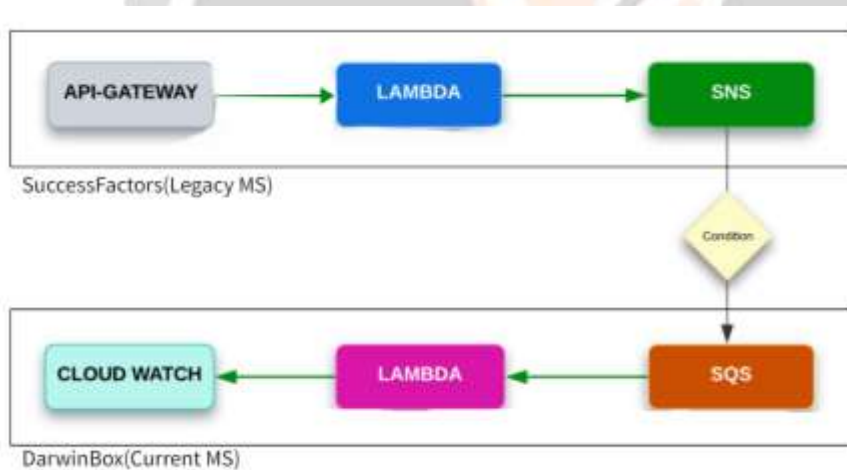 API-GATEWAY
LAMBDA
SNS
SuccessFactors(Legacy MS)
Condition
CLOUD WATCH
LAMBDA
SQS
DarwinBox(Current MS)